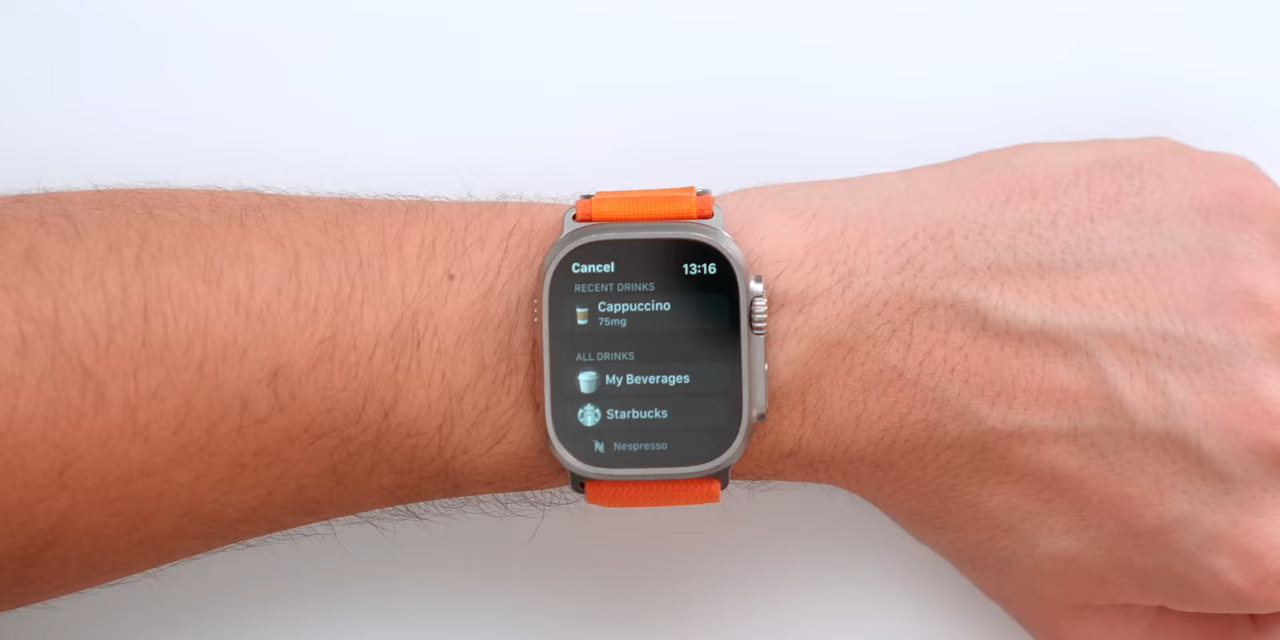 Cancel 13:16
RECENT DRINKS
Cappuccino
75mg
ALL DRINKS
My Beverages
Starbucks
Nespresso